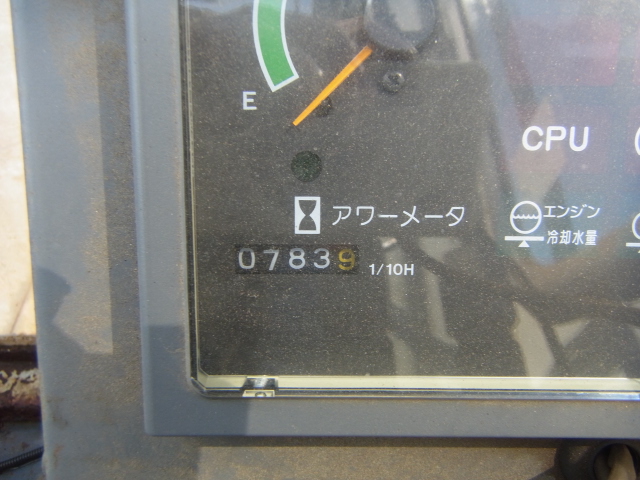 E
CPU
アワーメータ
エンジン
冷却水量
07839 1/10H